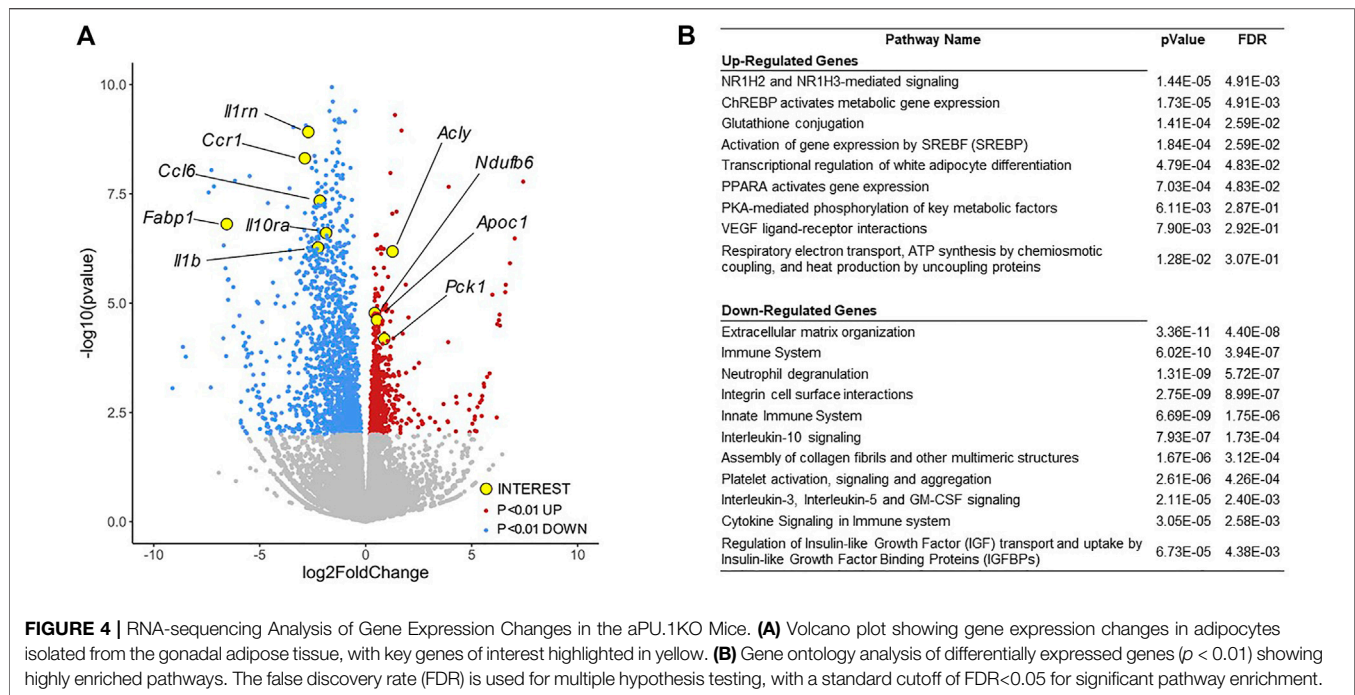 A
-log10(pvalue)
10.0
7.5
5.0
2.5
0.0
Il1rn
Ccr1
Ccl6
Fabp1
Il10ra
Il1b
Acly
Ndufb6
Apoc1
Pck1
INTEREST
P<0.01 UP
P<0.01 DOWN
-10 -5 0 5 10
log2FoldChange
B
Pathway Name pValue FDR
Up-Regulated Genes
NR1H2 and NR1H3-mediated signaling 1.44E-05 4.91E-03
ChREBP activates metabolic gene expression 1.73E-05 4.91E-03
Glutathione conjugation 1.41E-04 2.59E-02
Activation of gene expression by SREBF (SREBP) 1.84E-04 2.59E-02
Transcriptional regulation of white adipocyte differentiation 4.79E-04 4.83E-02
PPARA activates gene expression 7.03E-04 4.83E-02
PKA-mediated phosphorylation of key metabolic factors 6.11E-03 2.87E-01
VEGF ligand-receptor interactions 7.90E-03 2.92E-01
Respiratory electron transport, ATP synthesis by chemiosmotic
coupling, and heat production by uncoupling proteins 1.28E-02 3.07E-01
Down-Regulated Genes
Extracellular matrix organization 3.36E-11 4.40E-08
Immune System 6.02E-10 3.94E-07
Neutrophil degranulation 1.31E-09 5.72E-07
Integrin cell surface interactions 2.75E-09 8.99E-07
Innate Immune System 6.69E-09 1.75E-06
Interleukin-10 signaling 7.93E-07 1.73E-04
Assembly of collagen fibrils and other multimeric structures 1.67E-06 3.12E-04
Platelet activation, signaling and aggregation 2.61E-06 4.26E-04
Interleukin-3, Interleukin-5 and GM-CSF signaling 2.11E-05 2.40E-03
Cytokine Signaling in Immune system 3.05E-05 2.58E-03
Regulation of Insulin-like Growth Factor (IGF) transport and uptake by
Insulin-like Growth Factor Binding Proteins (IGFBPs) 6.73E-05 4.38E-03
FIGURE 4 | RNA-sequencing Analysis of Gene Expression Changes in the aPU.1KO Mice. (A) Volcano plot showing gene expression changes in adipocytes
isolated from the gonadal adipose tissue, with key genes of interest highlighted in yellow. (B) Gene ontology analysis of differentially expressed genes (p < 0.01) showing
highly enriched pathways. The false discovery rate (FDR) is used for multiple hypothesis testing, with a standard cutoff of FDR<0.05 for significant pathway enrichment.